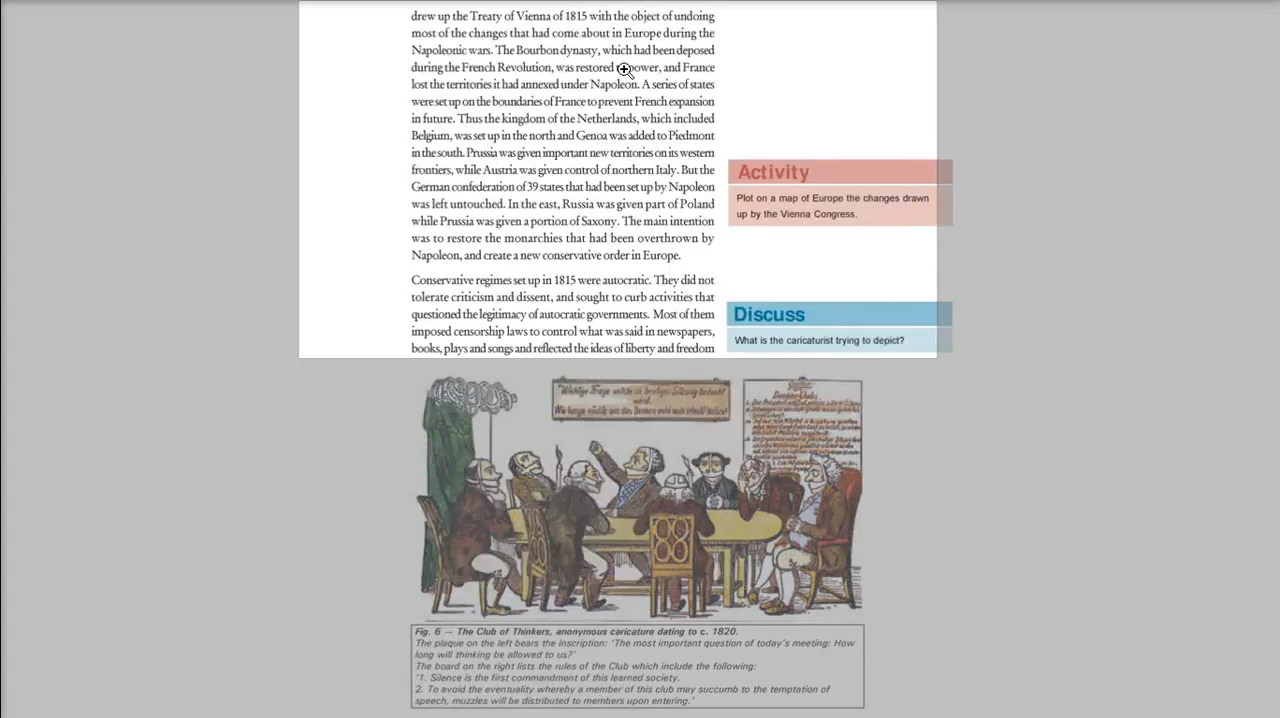 drew up the Treaty of Vienna of 1815 with the object of undoing
most of the changes that had come about in Europe during the
Napoleonic wars. The Bourbon dynasty, which had been deposed
during the French Revolution, was restored power, and France
lost the territories it had annexed under Napoleon. A series of states
were set up on the boundaries of France to prevent French expansion
in future. Thus the kingdom of the Netherlands, which included
Belgium, was set up in the north and Genoa was added to Piedmont
in the south. Prussia was given important new territories on its western
frontiers, while Austria was given control of northern Italy. But the
German confederation of 39 states that had been set up by Napoleon
was left untouched. In the east, Russia was given part of Poland
while Prussia was given a portion of Saxony. The main intention
was to restore the monarchies that had been overthrown by
Napoleon, and create a new conservative order in Europe.
Conservative regimes set up in 1815 were autocratic. They did not
tolerate criticism and dissent, and sought to curb activities that
questioned the legitimacy of autocratic governments. Most of them
imposed censorship laws to control what was said in newspapers,
books, plays and songs and reflected the ideas of liberty and freedom
Activity
Plot on a map of Europe the changes drawn
up by the Vienna Congress.
Discuss
What is the caricaturist trying to depict?
Fig. 6 — The Club of Thinkers, anonymous caricature dating to c. 1820.
The plaque on the left bears the inscription: 'The most important question of today's meeting: How
long will thinking be allowed to us?'
The board on the right lists the rules of the Club which include the following:
'1. Silence is the first commandment of this learned society.
2. To avoid the eventuality whereby a member of this club may succumb to the temptation of
speech, muzzles will be distributed to members upon entering.'